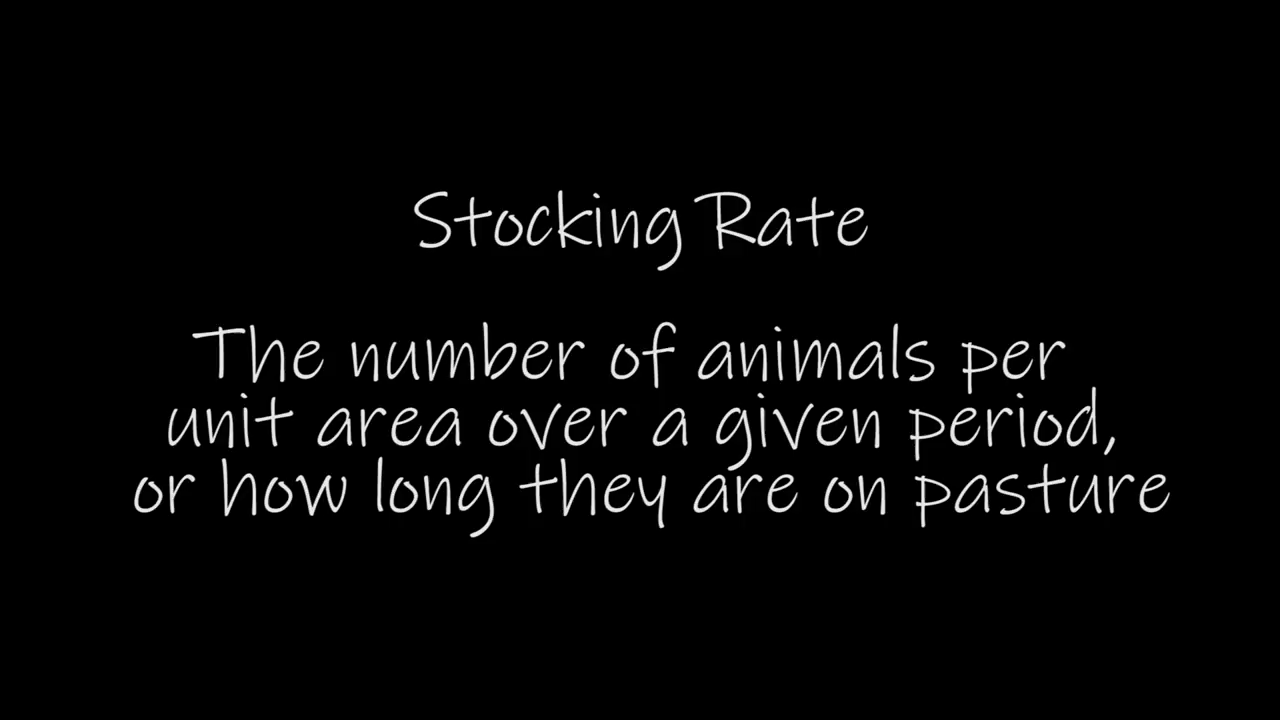 Stocking Rate
The number of animals per
unit area over a given period,
or how long they are on pasture